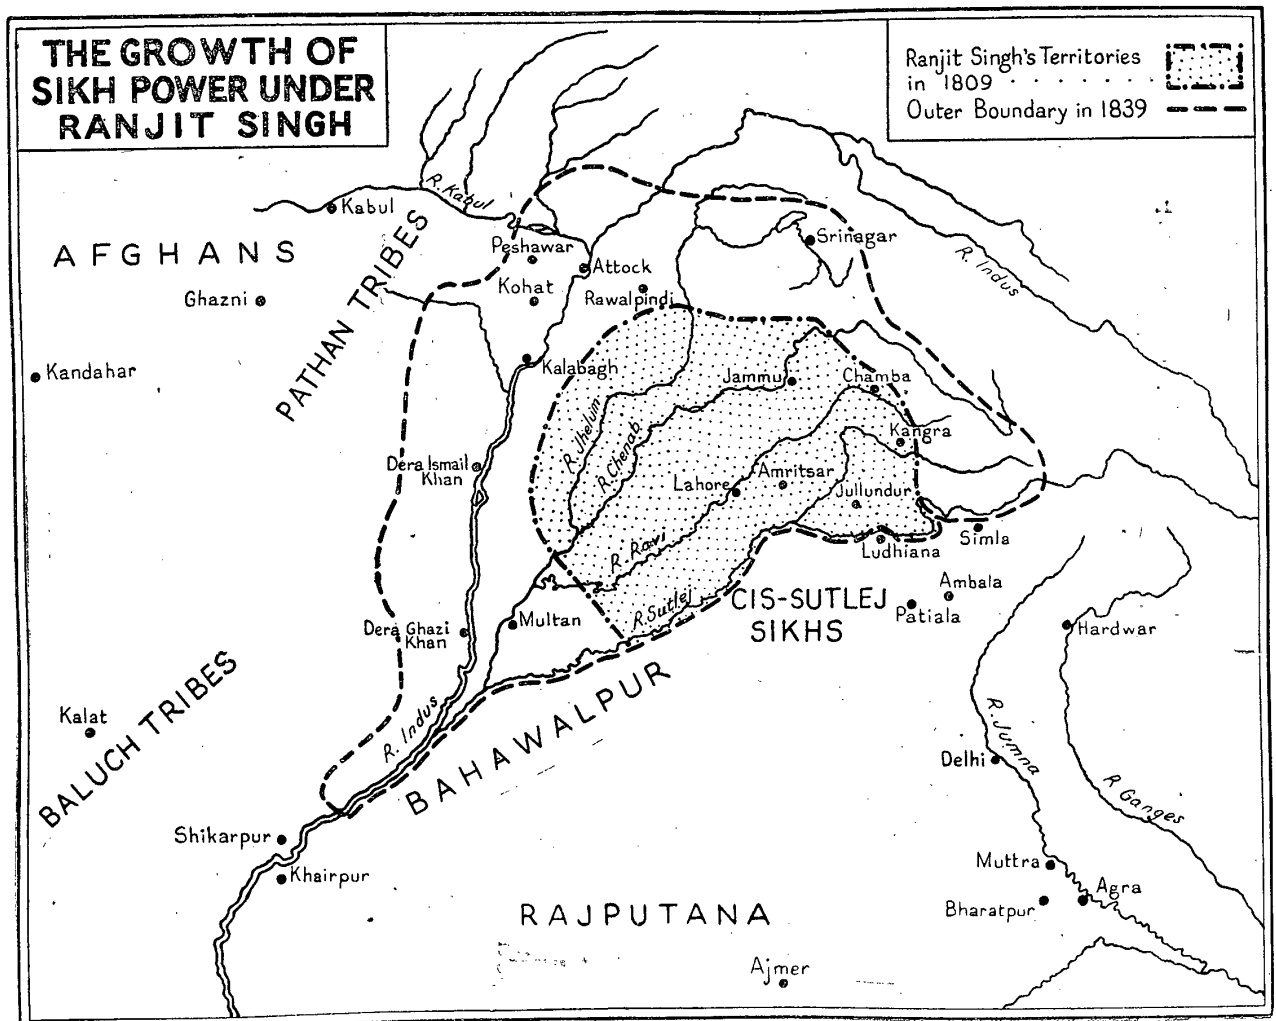 THE GROWTH OF
SIKH POWER UNDER
RANJIT SINGH
Ranjit Singh's Territories
in 1809
Outer Boundary in 1839
R. Kabul
Kabul
AFGHANS
Ghazni
Kandahar
PATHAN TRIBES
Peshawar
Attock
Kohat
Rawalpindi
Srinagar
R. Indus
Kalabagh
Jammu
Chamba
Kangra
R. Jhelum
R. Chenab
Dera Ismail
Khan
Lahore
Amritsar
Jullundur
R. Ravi
Ludhiana
Simla
R. Sutlej
CIS-SUTLEJ
SIKHS
Ambala
Patiala
Hardwar
Multan
Dera Ghazi
Khan
R. Indus
BAHAWALPUR
Kalat
BALUCH TRIBES
R. Jumna
Delhi
R Ganges
Shikarpur
Khairpur
Muttra
Agra
Bharatpur
RAJPUTANA
Ajmer